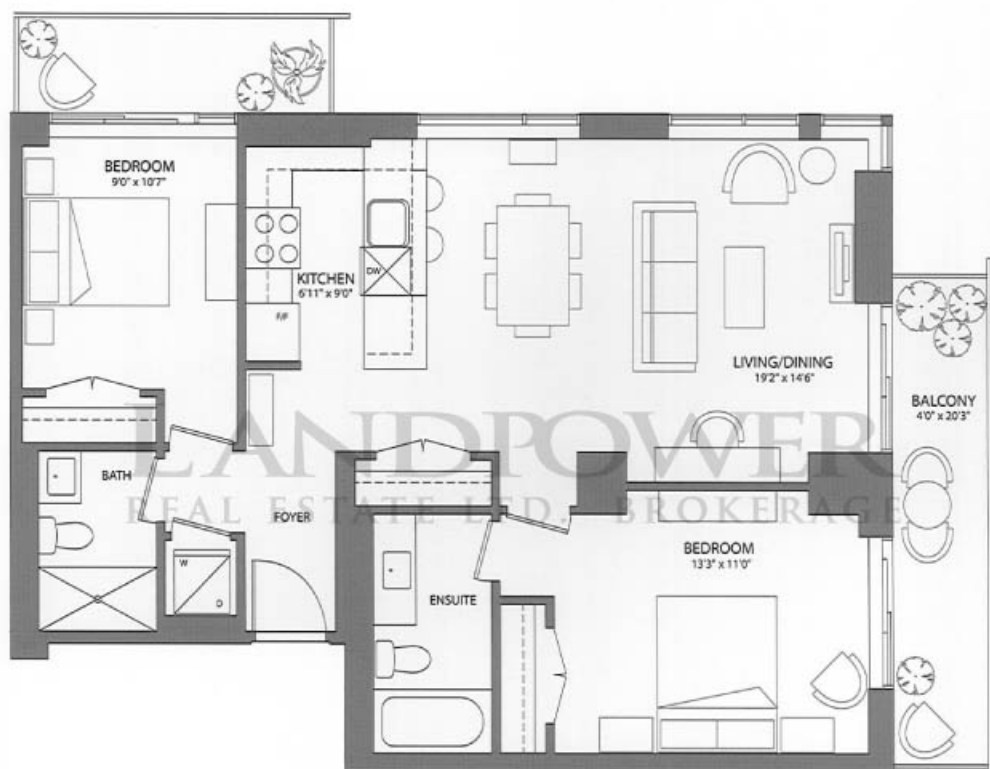 BEDROOM
9'0" x 10'7"
KITCHEN
6'11" x 9'0"
DW
F/F
LIVING/DINING
19'2" x 14'6"
BALCONY
4'0" x 20'3"
LANDPOWER
REAL ESTATE LTD. BROKERAGE
BATH
FOYER
W
D
ENSUITE
BEDROOM
13'3" x 11'0"